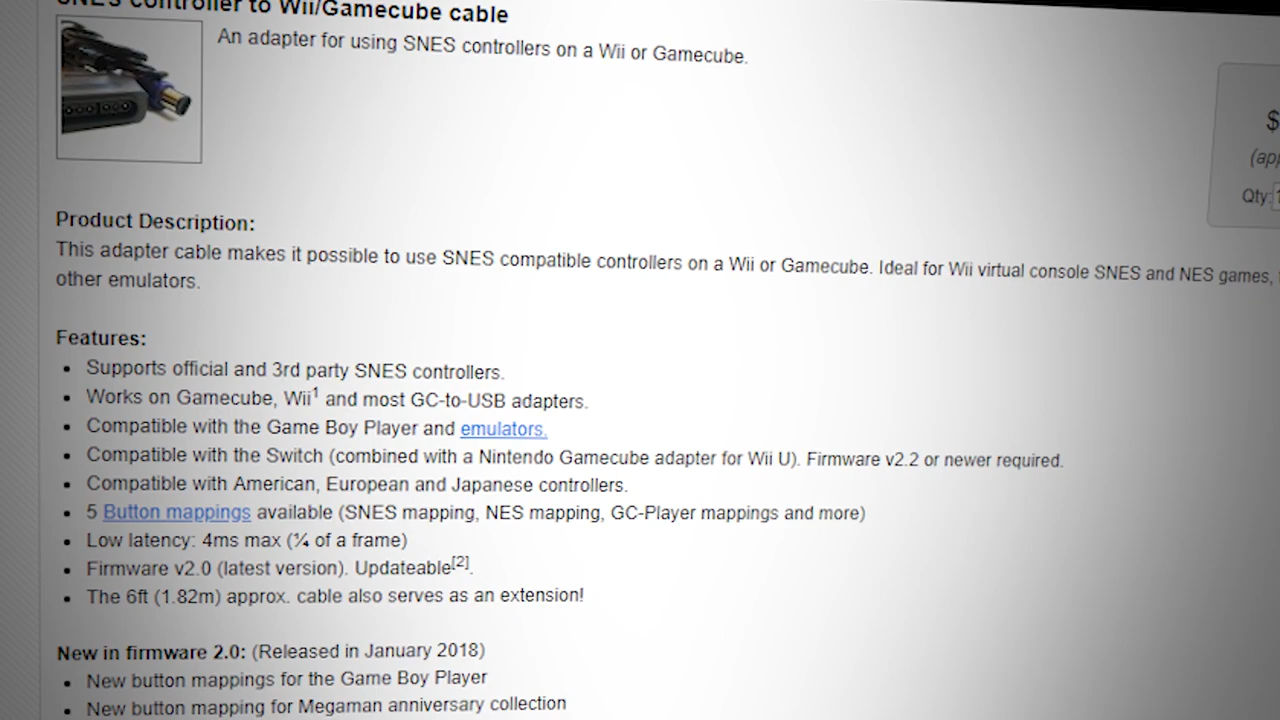 SNES controller to Wii/Gamecube cable
An adapter for using SNES controllers on a Wii or Gamecube.
$
(app
Qty:
Product Description:
This adapter cable makes it possible to use SNES compatible controllers on a Wii or Gamecube. Ideal for Wii virtual console SNES and NES games,
other emulators.
Features:
• Supports official and 3rd party SNES controllers.
• Works on Gamecube, Wii¹ and most GC-to-USB adapters.
• Compatible with the Game Boy Player and emulators.
• Compatible with the Switch (combined with a Nintendo Gamecube adapter for Wii U). Firmware v2.2 or newer required.
• Compatible with American, European and Japanese controllers.
• 5 Button mappings available (SNES mapping, NES mapping, GC-Player mappings and more)
• Low latency: 4ms max (¼ of a frame)
• Firmware v2.0 (latest version). Updateable[2].
• The 6ft (1.82m) approx. cable also serves as an extension!
New in firmware 2.0: (Released in January 2018)
• New button mappings for the Game Boy Player
• New button mapping for Megaman anniversary collection